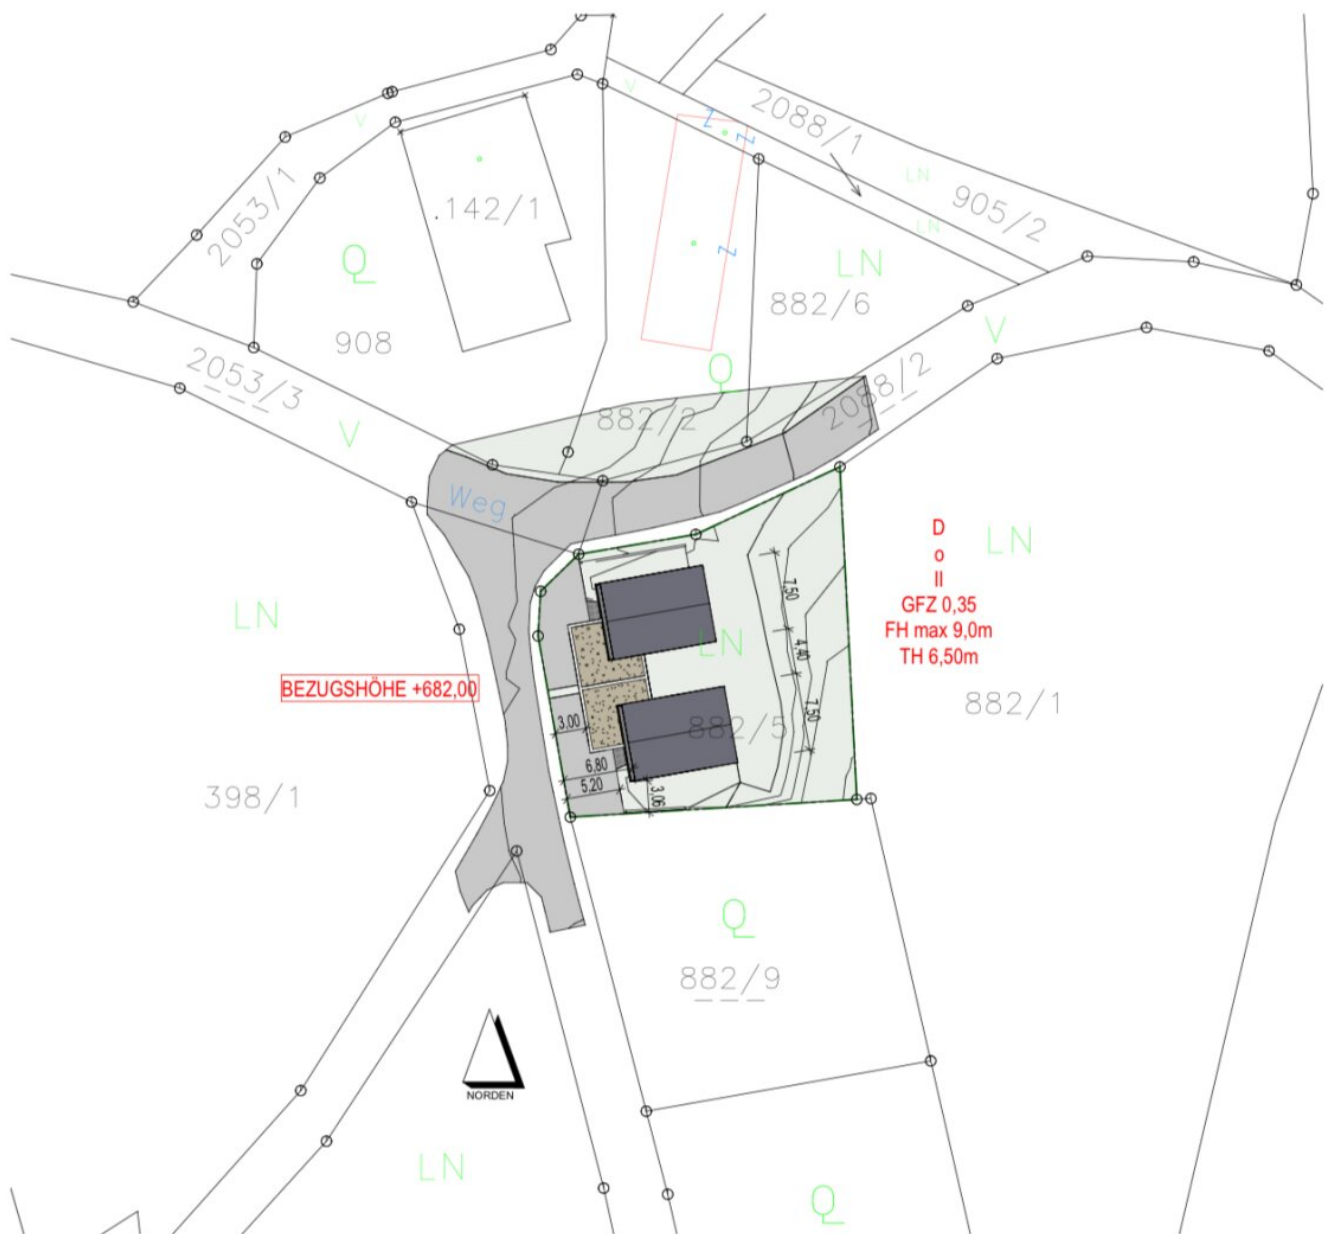 V
V
2088/1
Z
Z
LN
905/2
LN
2053/1
.142/1
Q
Z
LN
882/6
908
V
2053/3
Q
2088/2
882/2
V
Weg
D
o
II
GFZ 0,35
FH max 9,0m
TH 6,50m
LN
7,50
LN
LN
4,40
BEZUGSHÖHE +682,00
7,50
3,00
882/5
882/1
6,80
5,20
3,06
398/1
Q
882/9
NORDEN
LN
Q